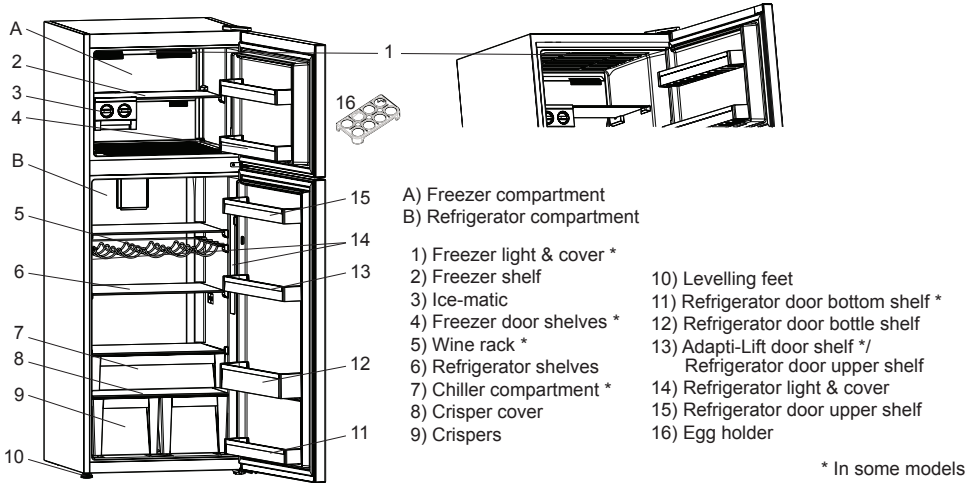 A
2
3
4
B
5
6
7
8
9
10
1
16
15
14
13
12
11
A) Freezer compartment
B) Refrigerator compartment
1) Freezer light & cover *
2) Freezer shelf
3) Ice-matic
4) Freezer door shelves *
5) Wine rack *
6) Refrigerator shelves
7) Chiller compartment *
8) Crisper cover
9) Crispers
10) Levelling feet
11) Refrigerator door bottom shelf *
12) Refrigerator door bottle shelf
13) Adapti-Lift door shelf */
Refrigerator door upper shelf
14) Refrigerator light & cover
15) Refrigerator door upper shelf
16) Egg holder
* In some models